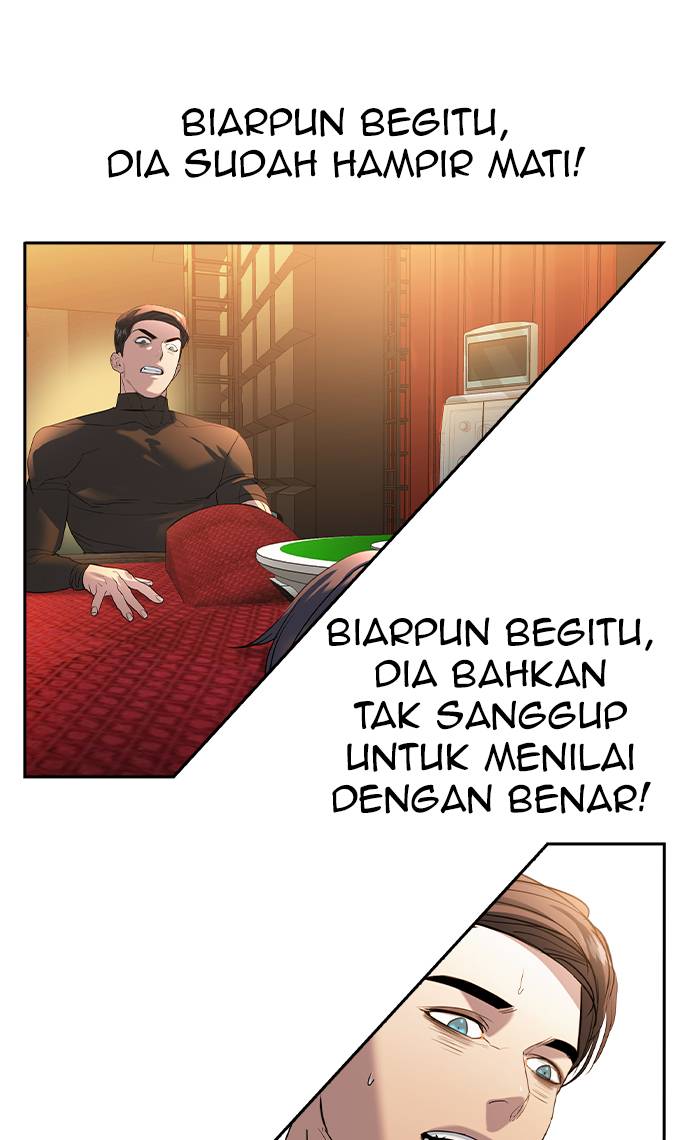 BIARPUN BEGITU,
DIA SUDAH HAMPIR MATI!
BIARPUN BEGITU,
DIA BAHKAN
TAK SANGGUP
UNTUK MENILAI
DENGAN BENAR!